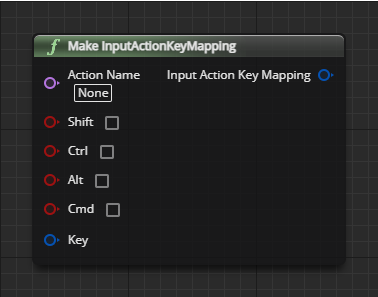 f Make InputActionKeyMapping
Action Name Input Action Key Mapping
None
Shift
Ctrl
Alt
Cmd
Key